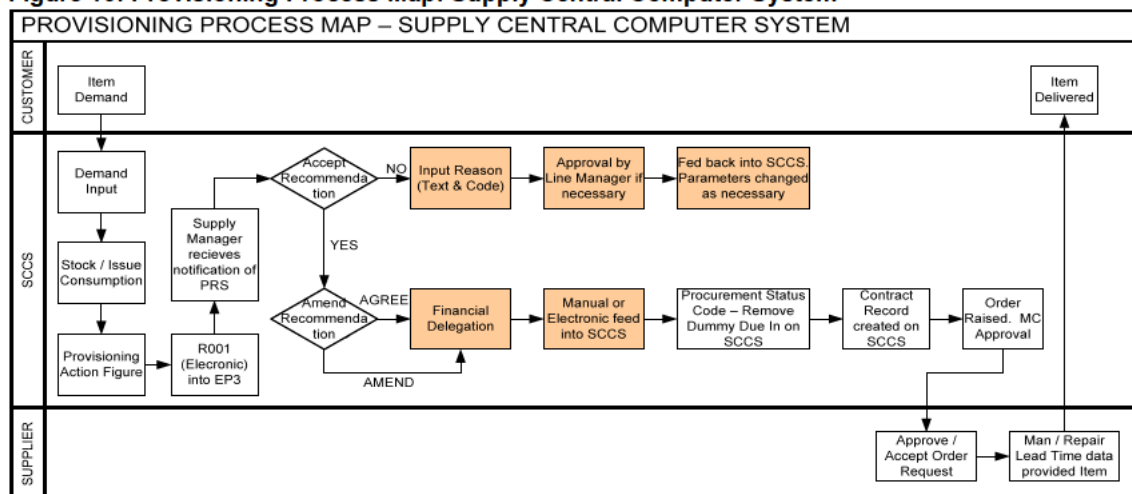 PROVISIONING PROCESS MAP – SUPPLY CENTRAL COMPUTER SYSTEM
CUSTOMER
Item
Demand
Item
Delivered
SCCS
Demand
Input
Stock / Issue
Consumption
Provisioning
Action Figure
R001
(Elecronic)
into EP3
Supply
Manager
recieves
notification of
PRS
Accept
Recommenda
tion
NO
Input Reason
(Text & Code)
Approval by
Line Manager if
necessary
Fed back into SCCS.
Parameters changed
as necessary
YES
Amend
Recommenda
tion
AGREE
AMEND
Financial
Delegation
Manual or
Electronic feed
into SCCS
Procurement Status
Code – Remove
Dummy Due In on
SCCS
Contract
Record
created on
SCCS
Order
Raised. MC
Approval
SUPPLIER
Approve /
Accept Order
Request
Man / Repair
Lead Time data
provided Item